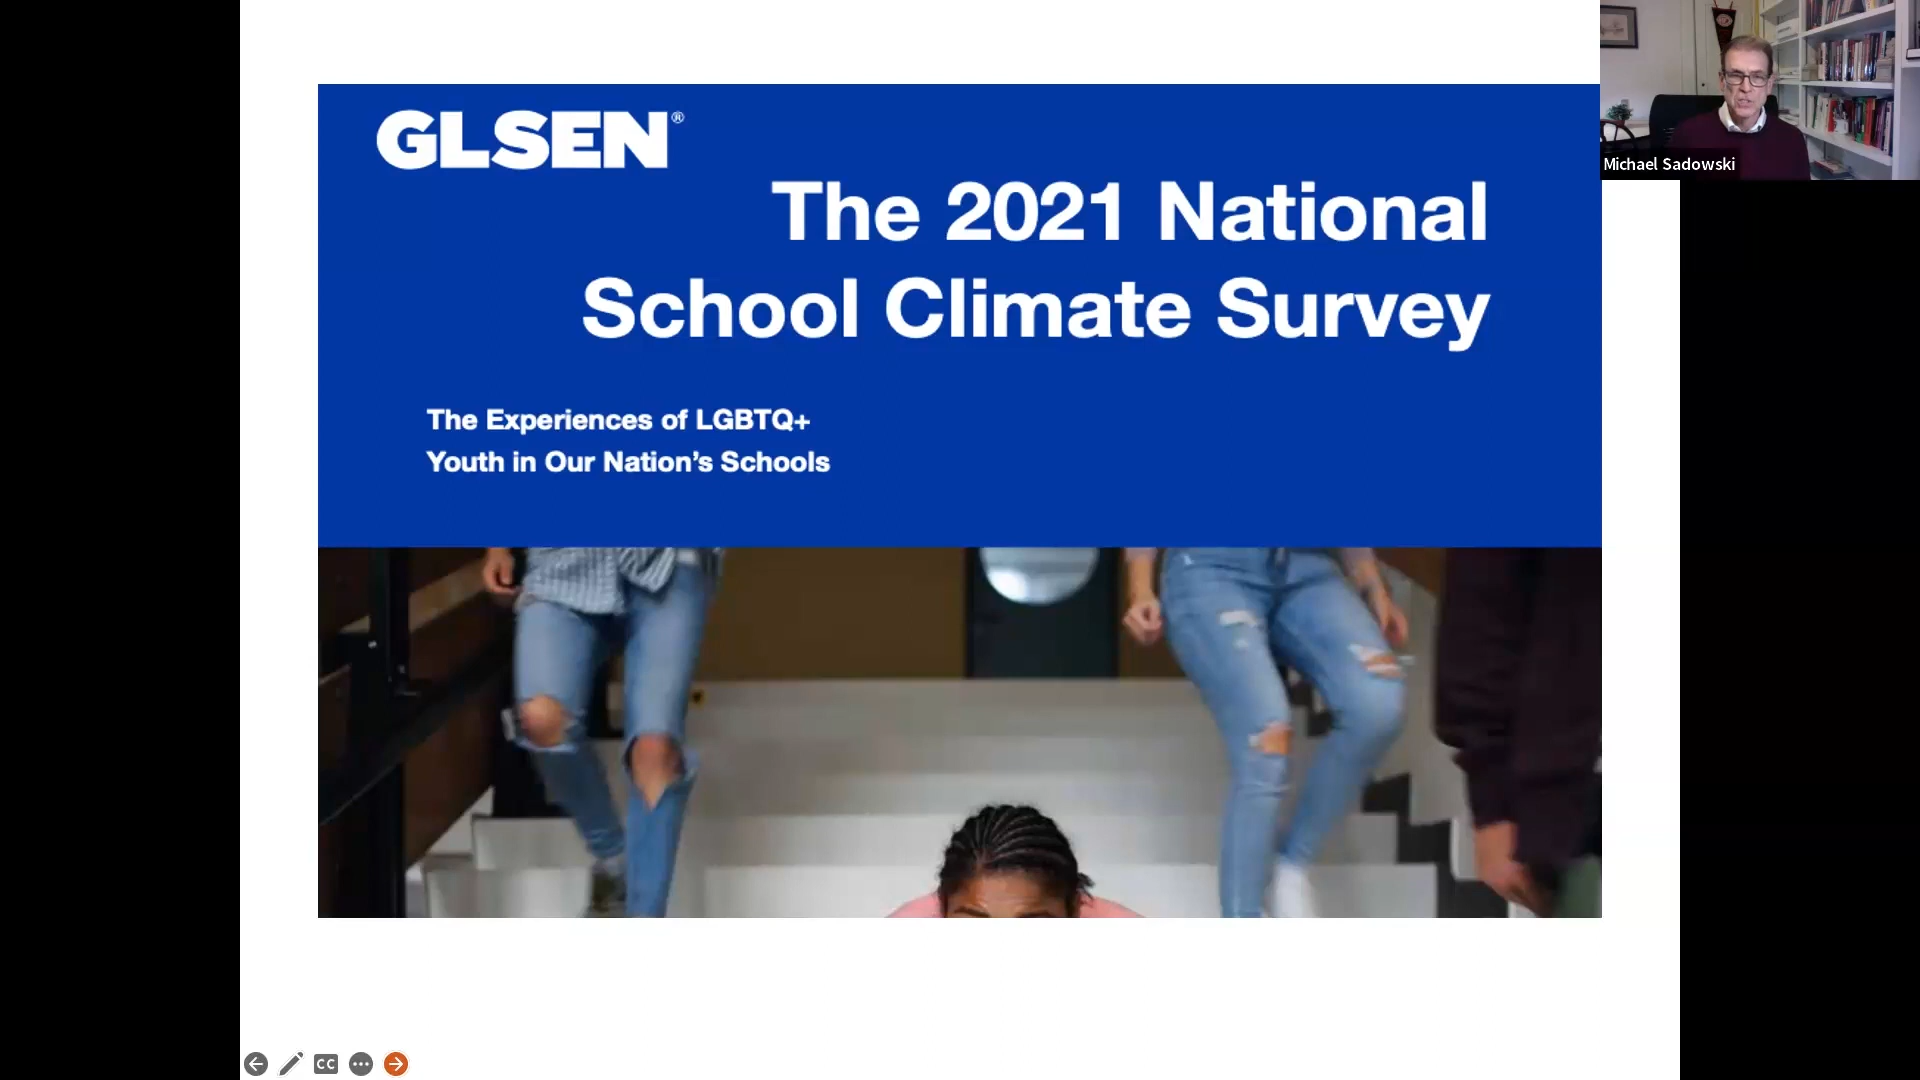 GLSEN®
The 2021 National
School Climate Survey
The Experiences of LGBTQ+
Youth in Our Nation’s Schools
Michael Sadowski
CC